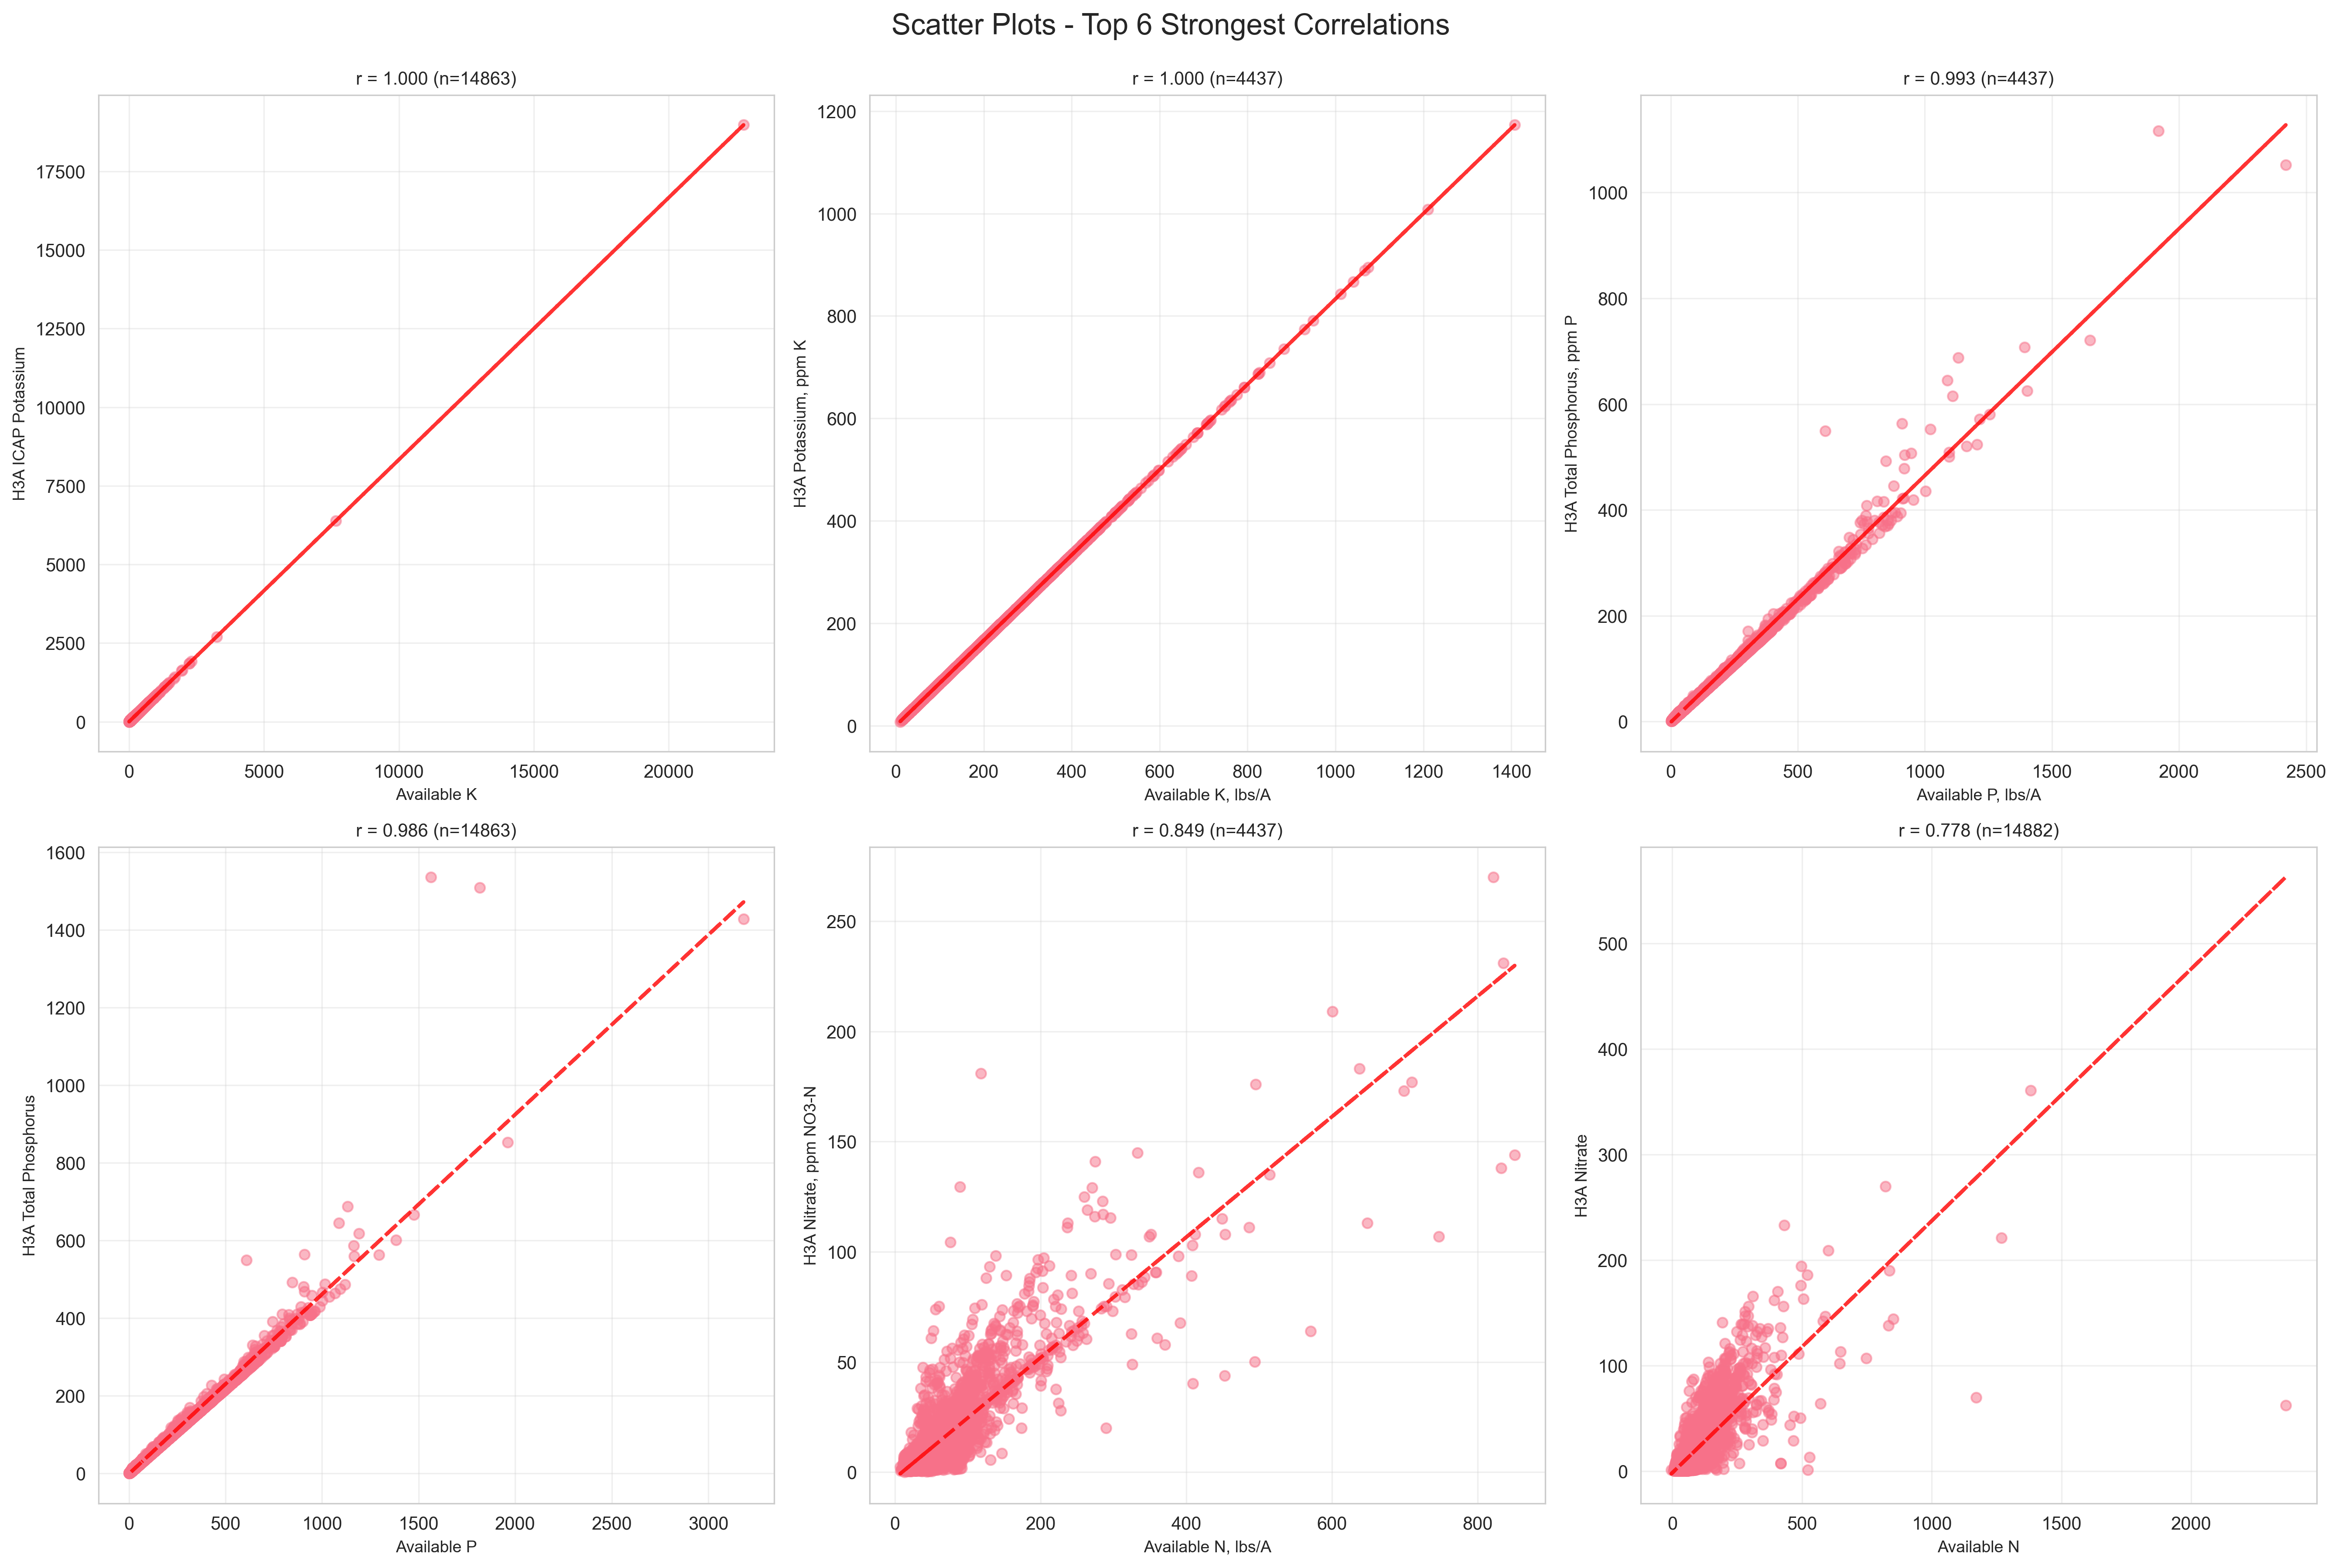 Scatter Plots - Top 6 Strongest Correlations
r = 1.000 (n=14863)
H3A ICAP Potassium
17500
15000
12500
10000
7500
5000
2500
0
0 5000 10000 15000 20000
Available K
r = 1.000 (n=4437)
H3A Potassium, ppm K
1200
1000
800
600
400
200
0
0 200 400 600 800 1000 1200 1400
Available K, lbs/A
r = 0.993 (n=4437)
H3A Total Phosphorus, ppm P
1000
800
600
400
200
0
0 500 1000 1500 2000 2500
Available P, lbs/A
r = 0.986 (n=14863)
H3A Total Phosphorus
1600
1400
1200
1000
800
600
400
200
0
0 500 1000 1500 2000 2500 3000
Available P
r = 0.849 (n=4437)
H3A Nitrate, ppm NO3-N
250
200
150
100
50
0
0 200 400 600 800
Available N, lbs/A
r = 0.778 (n=14882)
H3A Nitrate
500
400
300
200
100
0
0 500 1000 1500 2000
Available N